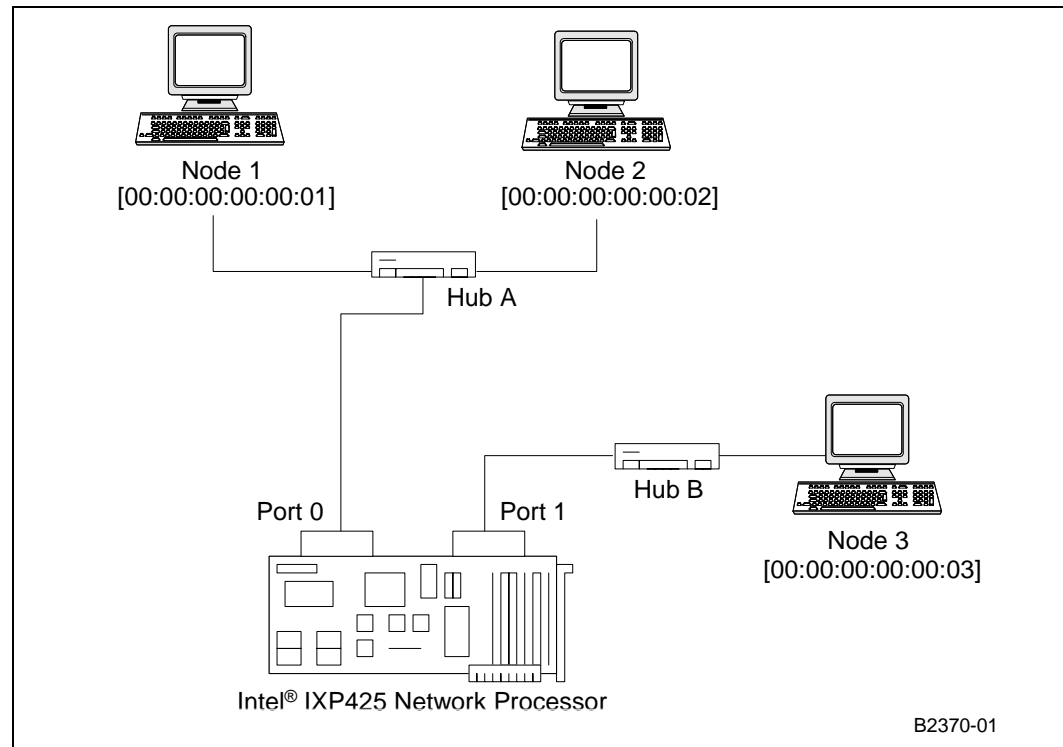 Node 1
[00:00:00:00:00:01]
Node 2
[00:00:00:00:00:02]
Hub A
Hub B
Port 0
Port 1
Node 3
[00:00:00:00:00:03]
Intel® IXP425 Network Processor
B2370-01